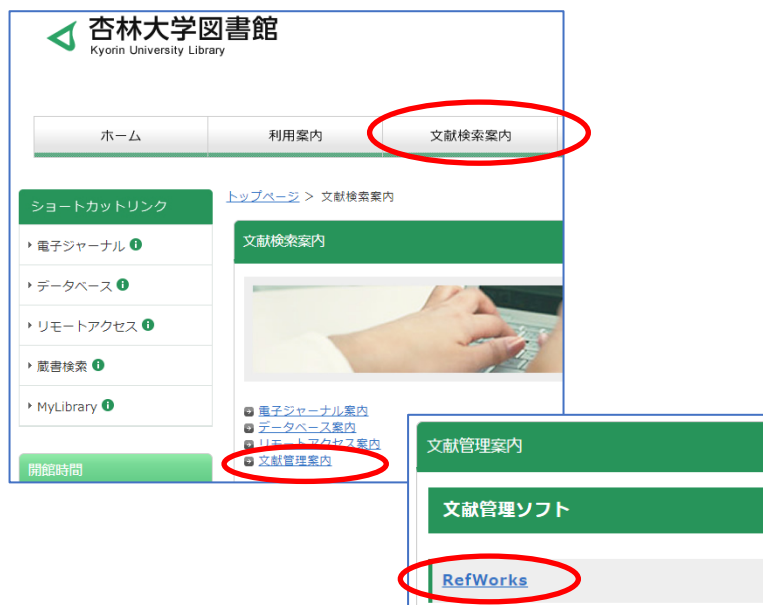 杏林大学図書館
Kyorin University Library
ホーム
利用案内
文献検索案内
ショートカットリンク
電子ジャーナル
データベース
リモートアクセス
蔵書検索
MyLibrary
開館時間
トップページ > 文献検索案内
文献検索案内
電子ジャーナル案内
データベース案内
リモートアクセス案内
文献管理案内
文献管理案内
文献管理ソフト
RefWorks